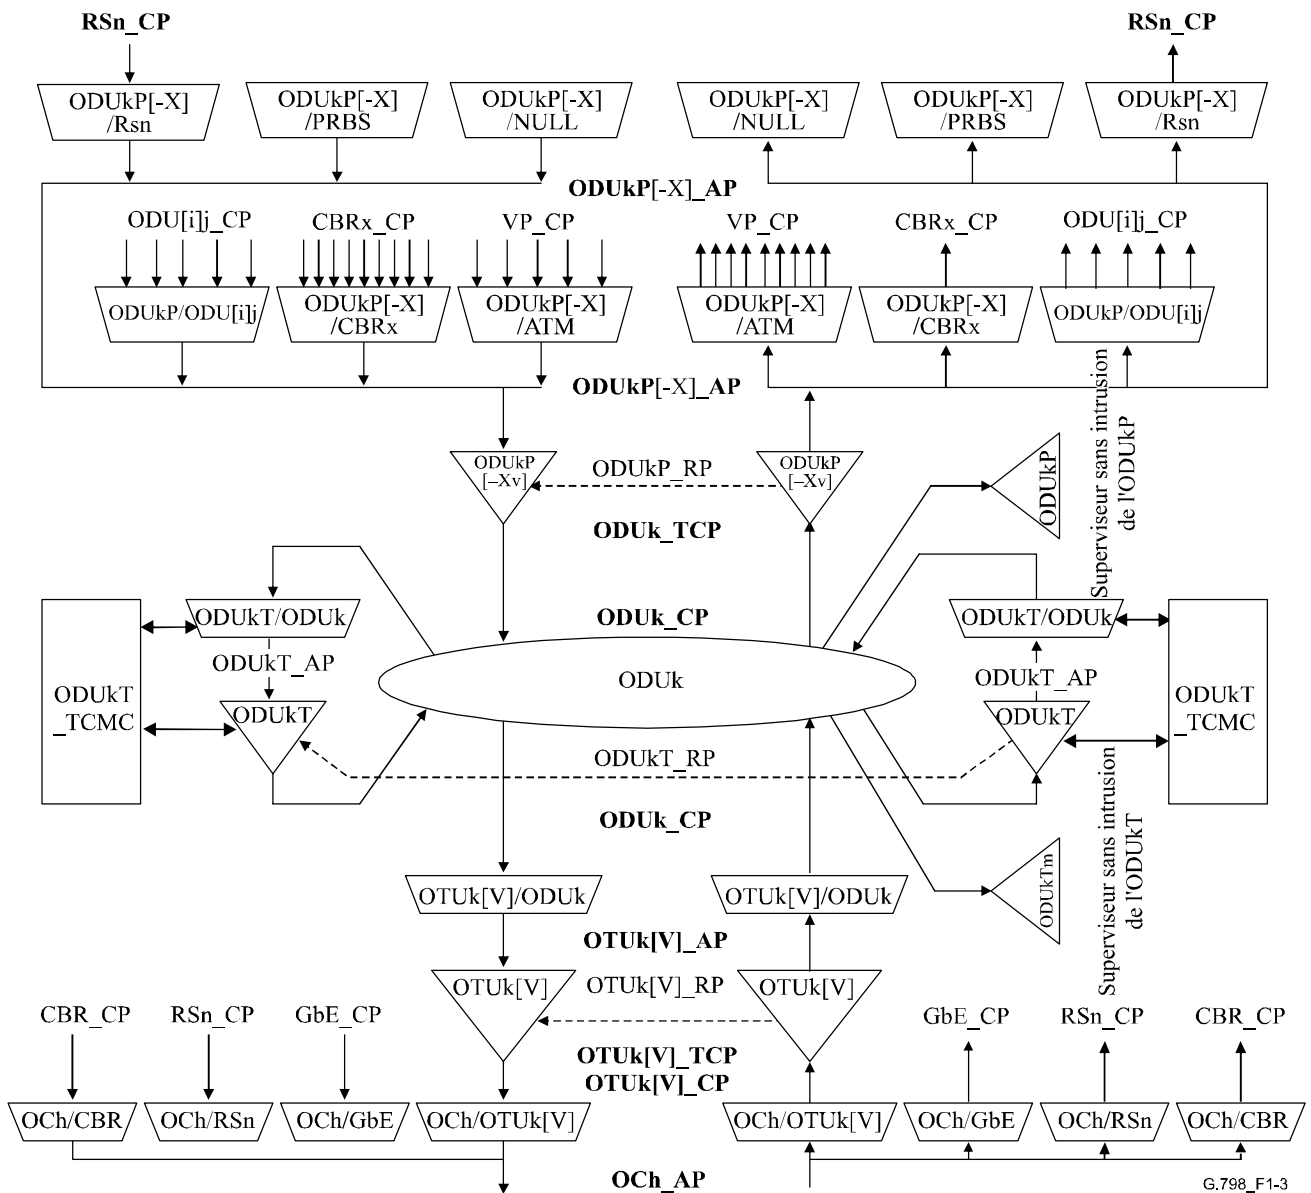 RSn_CP
RSn_CP
ODUkP[-X]
/Rsn
ODUkP[-X]
/PRBS
ODUkP[-X]
/NULL
ODUkP[-X]
/NULL
ODUkP[-X]
/PRBS
ODUkP[-X]
/Rsn
ODUkP[-X]_AP
ODU[i]j_CP
CBRx_CP
VP_CP
VP_CP
CBRx_CP
ODU[i]j_CP
ODUkP/ODU[i]j
ODUkP[-X]
/CBRx
ODUkP[-X]
/ATM
ODUkP[-X]
/ATM
ODUkP[-X]
/CBRx
ODUkP/ODU[i]j
ODUkP[-X]_AP
ODUkP
[–Xv]
ODUkP_RP
ODUkP
[–Xv]
ODUkP
Superviseur sans intrusion
de l'ODUkP
ODUk_TCP
ODUkT/ODUk
ODUk_CP
ODUkT/ODUk
ODUkT_AP
ODUk
ODUkT_AP
ODUkT
_TCMC
ODUkT
ODUkT
ODUkT
_TCMC
ODUkT_RP
ODUk_CP
Superviseur sans intrusion
de l'ODUkT
OTUk[V]/ODUk
OTUk[V]/ODUk
ODUkTm
OTUk[V]_AP
OTUk[V]
OTUk[V]_RP
OTUk[V]
CBR_CP
RSn_CP
GbE_CP
GbE_CP
RSn_CP
CBR_CP
OTUk[V]_TCP
OTUk[V]_CP
OCh/CBR
OCh/RSn
OCh/GbE
OCh/OTUk[V]
OCh/OTUk[V]
OCh/GbE
OCh/RSn
OCh/CBR
OCh_AP
G.798_F1-3